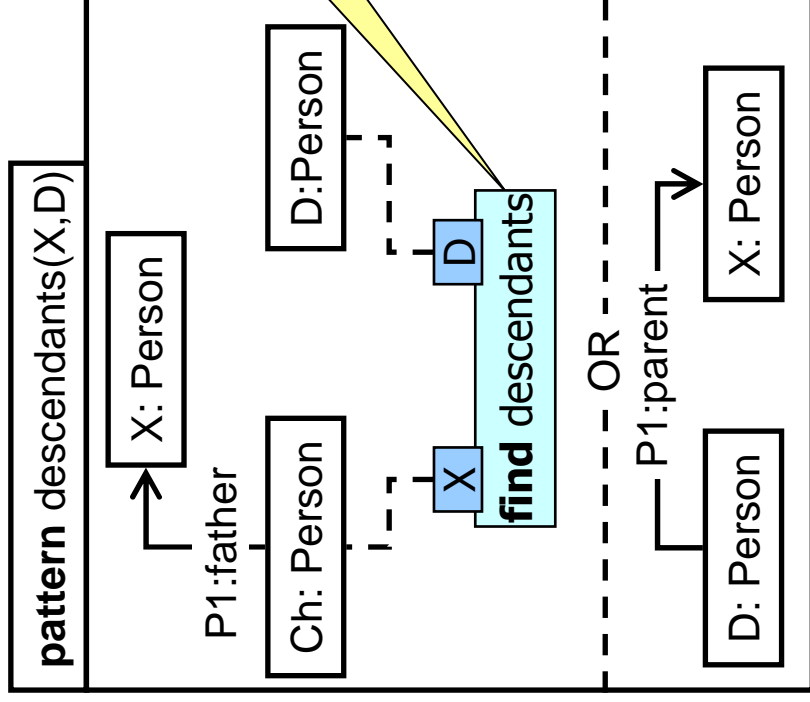 pattern descendants(X,D)
X: Person
P1:father
Ch: Person
D:Person
X
D
find descendants
OR
P1:parent
D: Person
X: Person